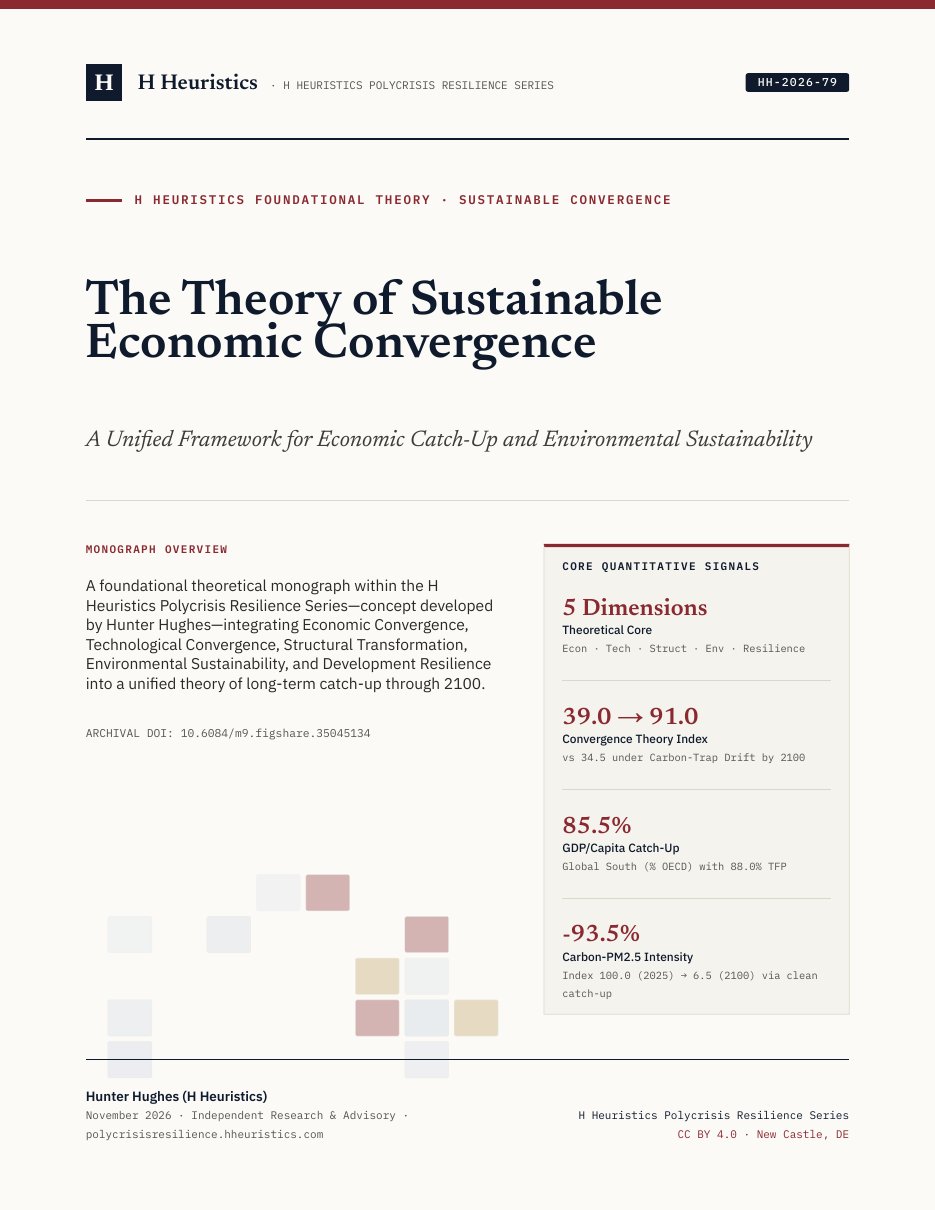 H
H Heuristics · H HEURISTICS POLYCRISIS RESILIENCE SERIES
HH-2026-79
H HEURISTICS FOUNDATIONAL THEORY · SUSTAINABLE CONVERGENCE
The Theory of Sustainable
Economic Convergence
A Unified Framework for Economic Catch-Up and Environmental Sustainability
MONOGRAPH OVERVIEW
A foundational theoretical monograph within the H
Heuristics Polycrisis Resilience Series—concept developed
by Hunter Hughes—integrating Economic Convergence,
Technological Convergence, Structural Transformation,
Environmental Sustainability, and Development Resilience
into a unified theory of long-term catch-up through 2100.
ARCHIVAL DOI: 10.6084/m9.figshare.35045134
CORE QUANTITATIVE SIGNALS
5 Dimensions
Theoretical Core
Econ · Tech · Struct · Env · Resilience
39.0 → 91.0
Convergence Theory Index
vs 34.5 under Carbon-Trap Drift by 2100
85.5%
GDP/Capita Catch-Up
Global South (% OECD) with 88.0% TFP
-93.5%
Carbon-PM2.5 Intensity
Index 100.0 (2025) → 6.5 (2100) via clean
catch-up
Hunter Hughes (H Heuristics)
November 2026 · Independent Research & Advisory ·
polycrisisresilience.hheuristics.com
H Heuristics Polycrisis Resilience Series
CC BY 4.0 · New Castle, DE